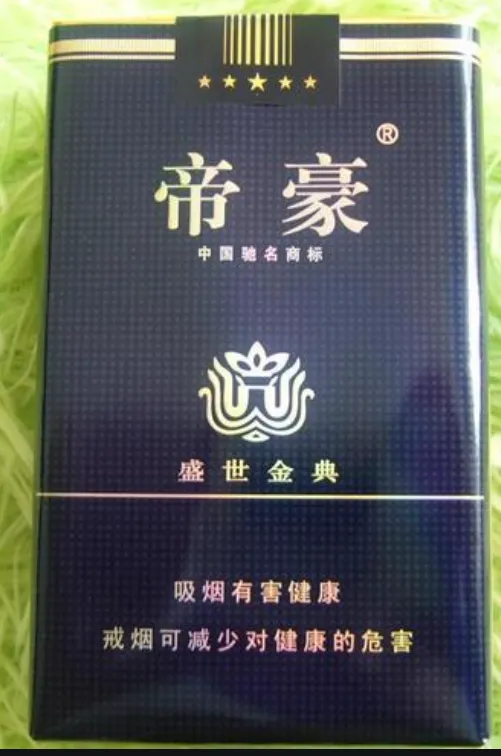 帝豪®
中国驰名商标
盛世金典
吸烟有害健康
戒烟可减少对健康的危害